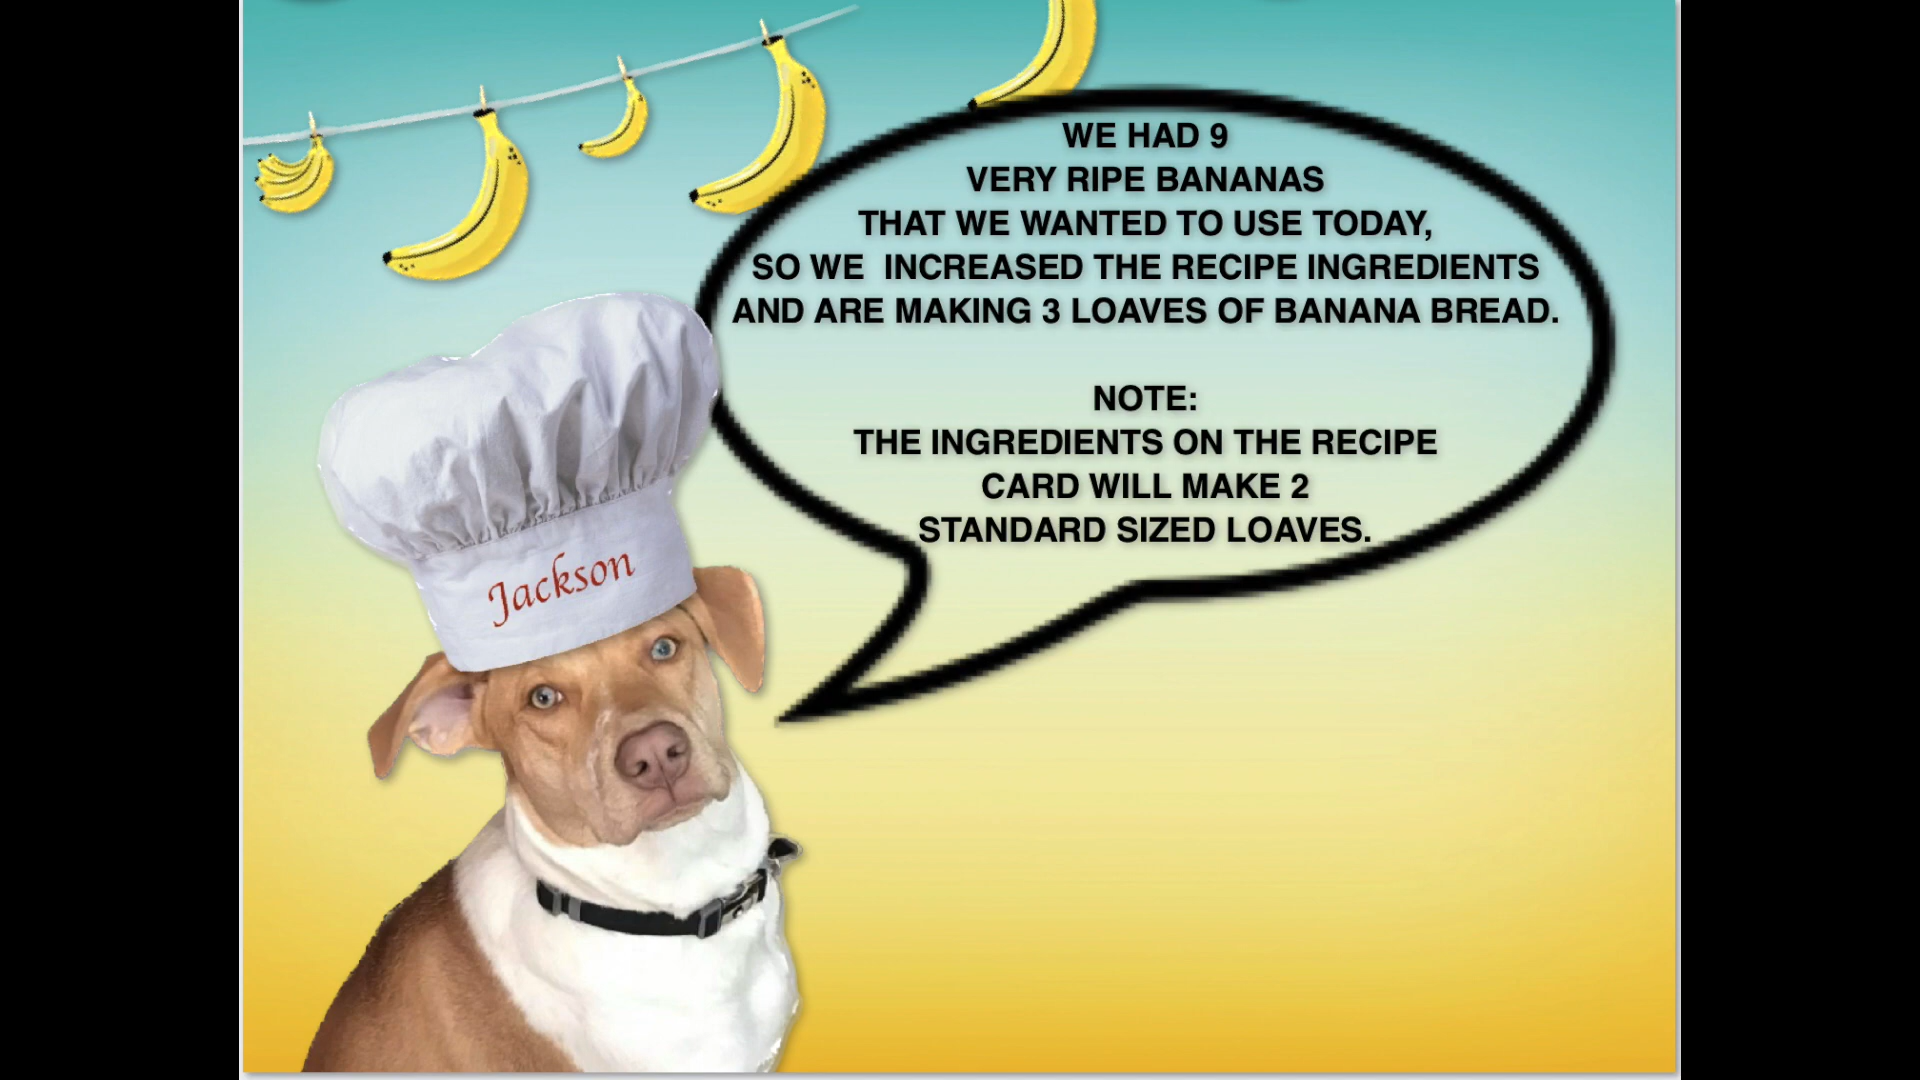 WE HAD 9
VERY RIPE BANANAS
THAT WE WANTED TO USE TODAY,
SO WE  INCREASED THE RECIPE INGREDIENTS
AND ARE MAKING 3 LOAVES OF BANANA BREAD.
NOTE:
THE INGREDIENTS ON THE RECIPE
CARD WILL MAKE 2
STANDARD SIZED LOAVES.
Jackson